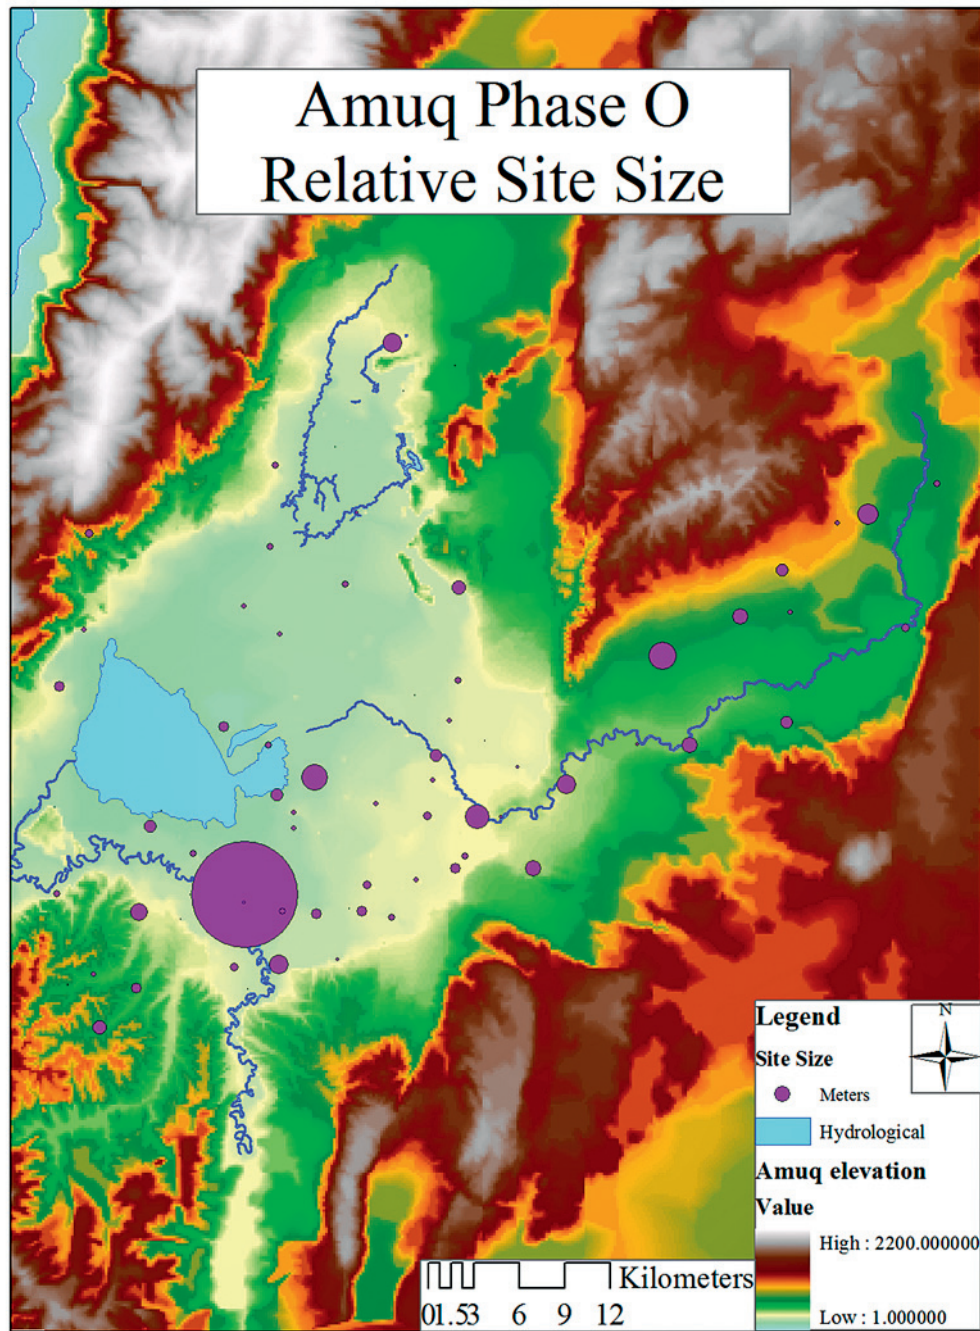 Amuq Phase O
Relative Site Size
Legend
N
Site Size
Meters
Hydrological
Amuq elevation
Value
High : 2200.000000
Low : 1.000000
Kilometers
01.53 6 9 12